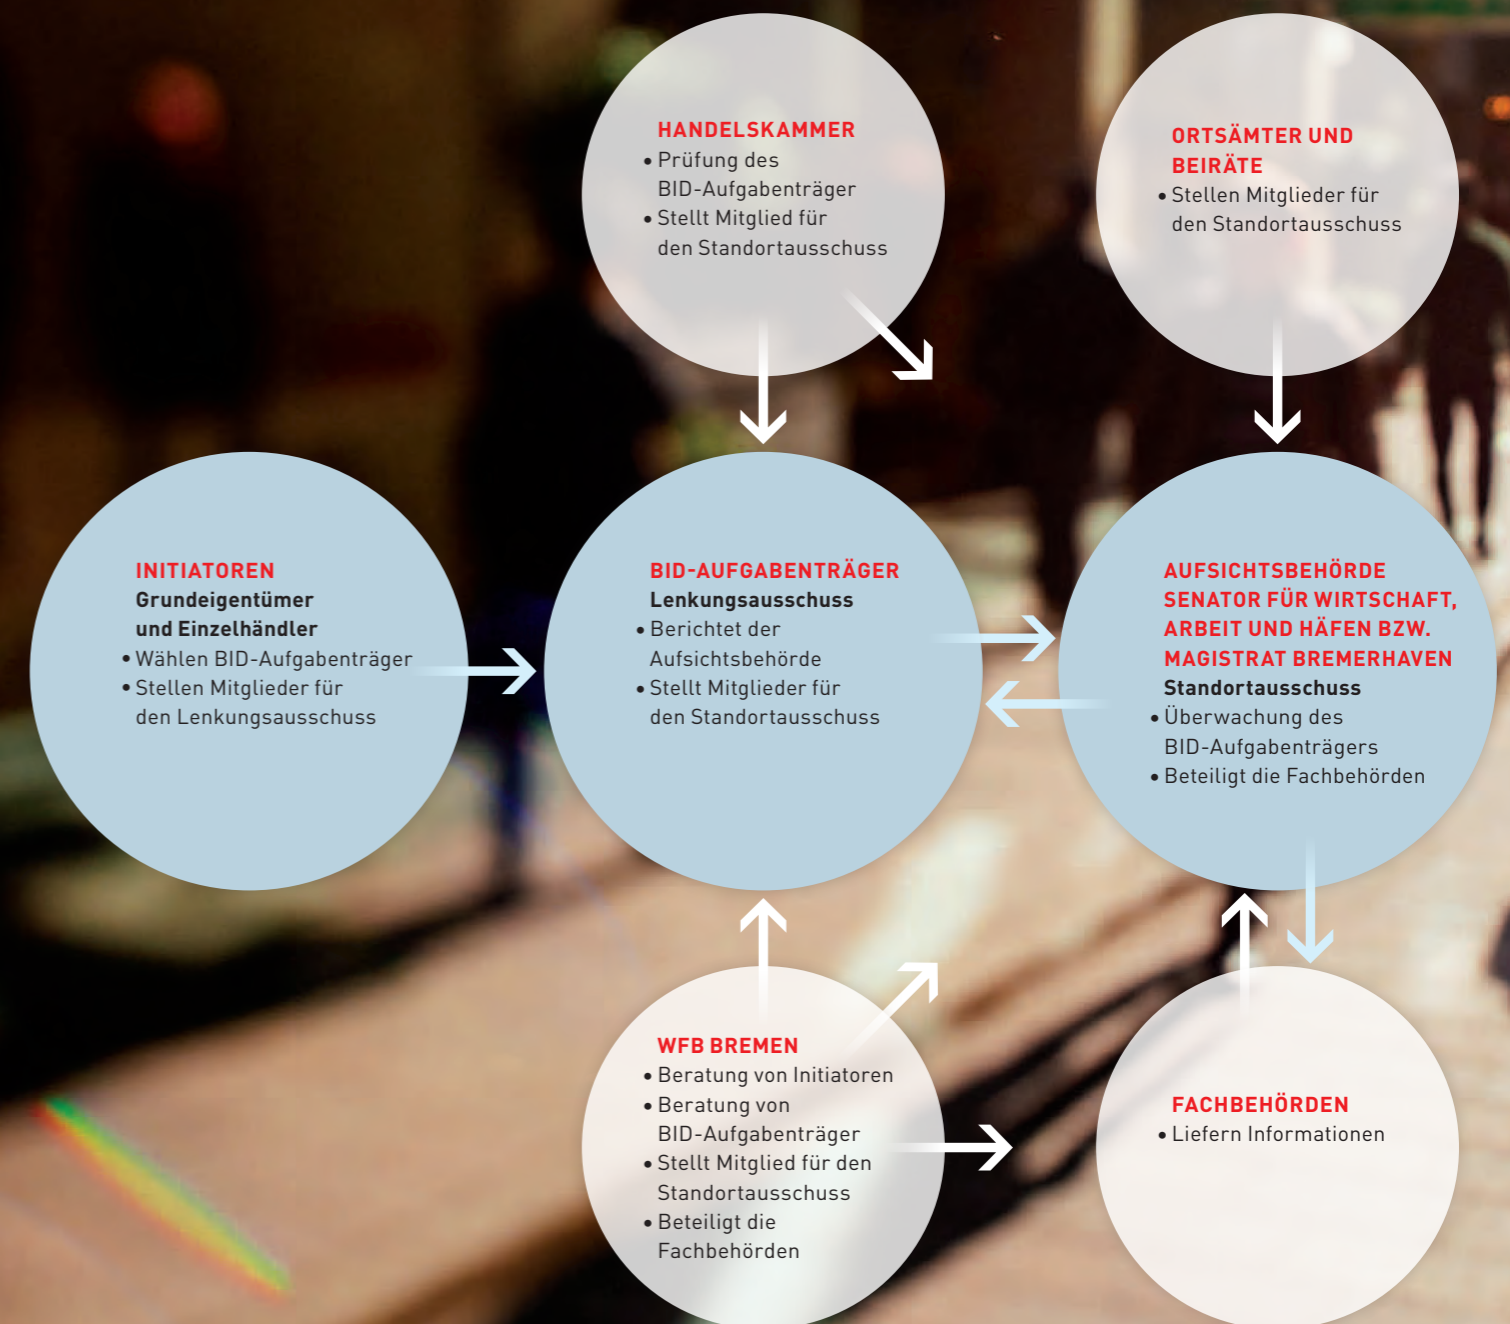 HANDELSKAMMER
• Prüfung des
BID-Aufgabenträger
• Stellt Mitglied für
den Standortausschuss
ORTSÄMTER UND
BEIRÄTE
• Stellen Mitglieder für
den Standortausschuss
INITIATOREN
Grundeigentümer
und Einzelhändler
• Wählen BID-Aufgabenträger
• Stellen Mitglieder für
den Lenkungsausschuss
BID-AUFGABENTRÄGER
Lenkungsausschuss
• Berichtet der
Aufsichtsbehörde
• Stellt Mitglieder für
den Standortausschuss
AUFSICHTSBEHÖRDE
SENATOR FÜR WIRTSCHAFT,
ARBEIT UND HÄFEN BZW.
MAGISTRAT BREMERHAVEN
Standortausschuss
• Überwachung des
BID-Aufgabenträgers
• Beteiligt die Fachbehörden
WFB BREMEN
• Beratung von Initiatoren
• Beratung von
BID-Aufgabenträger
• Stellt Mitglied für den
Standortausschuss
• Beteiligt die
Fachbehörden
FACHBEHÖRDEN
• Liefern Informationen